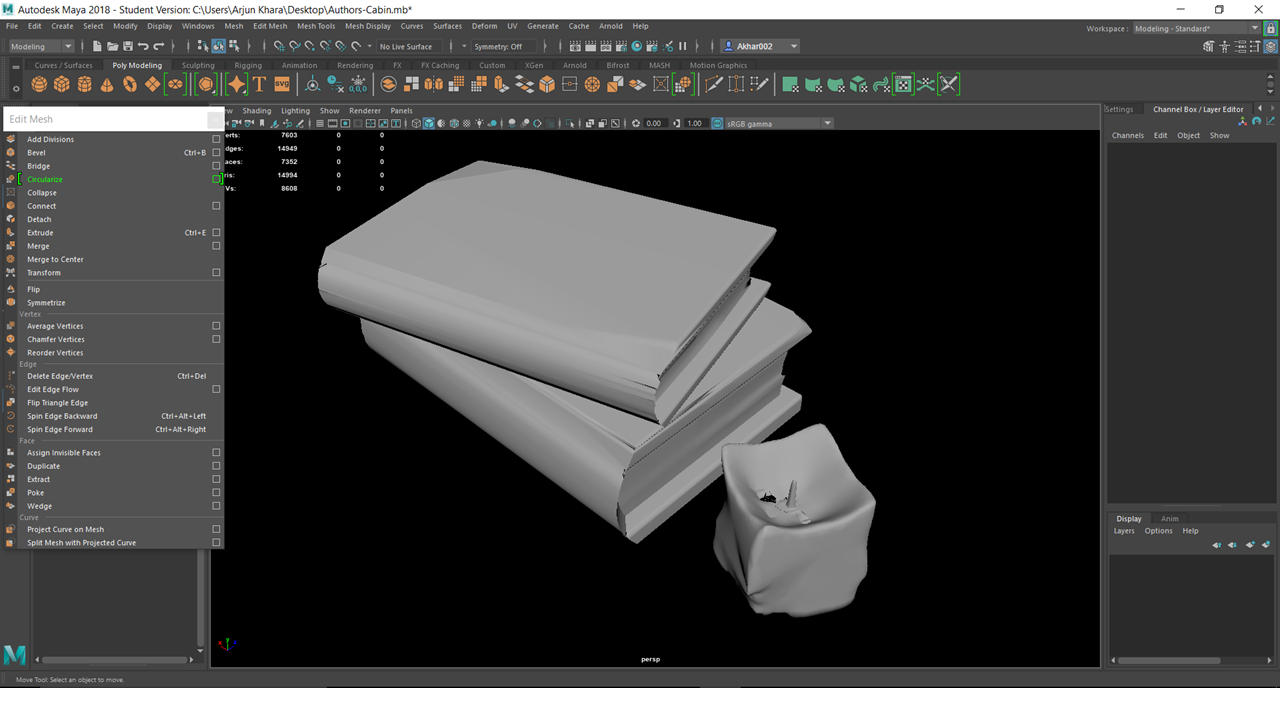 Autodesk Maya 2018 - Student Version: C:\Users\Arjun Khara\Desktop\Authors-Cabin.mb*
File Edit Create Select Modify Display Windows Mesh Edit Mesh Mesh Tools Mesh Display Curves Surfaces Deform UV Generate Cache Arnold Help
Workspace : Modeling - Standard*
Modeling No Live Surface Symmetry: Off Akhar002
Curves / Surfaces Poly Modeling Sculpting Rigging Animation Rendering FX FX Caching Custom XGen Arnold Bifrost MASH Motion Graphics
T SVG 0,0,0
Edit Mesh
ew Shading Lighting Show Renderer Panels
0.00 1.00 sRGB gamma
erts: 7603 0 0
dges: 14949 0 0
aces: 7352 0 0
ris: 14994 0 0
Vs: 8608 0 0
Add Divisions
Bevel Ctrl+B
Bridge
Circularize
Collapse
Connect
Detach
Extrude Ctrl+E
Merge
Merge to Center
Transform
Flip
Symmetrize
Vertex
Average Vertices
Chamfer Vertices
Reorder Vertices
Edge
Delete Edge/Vertex Ctrl+Del
Edit Edge Flow
Flip Triangle Edge
Spin Edge Backward Ctrl+Alt+Left
Spin Edge Forward Ctrl+Alt+Right
Face
Assign Invisible Faces
Duplicate
Extract
Poke
Wedge
Curve
Project Curve on Mesh
Split Mesh with Projected Curve
persp
Settings Channel Box / Layer Editor
Channels Edit Object Show
Display Anim
Layers Options Help
Move Tool: Select an object to move.